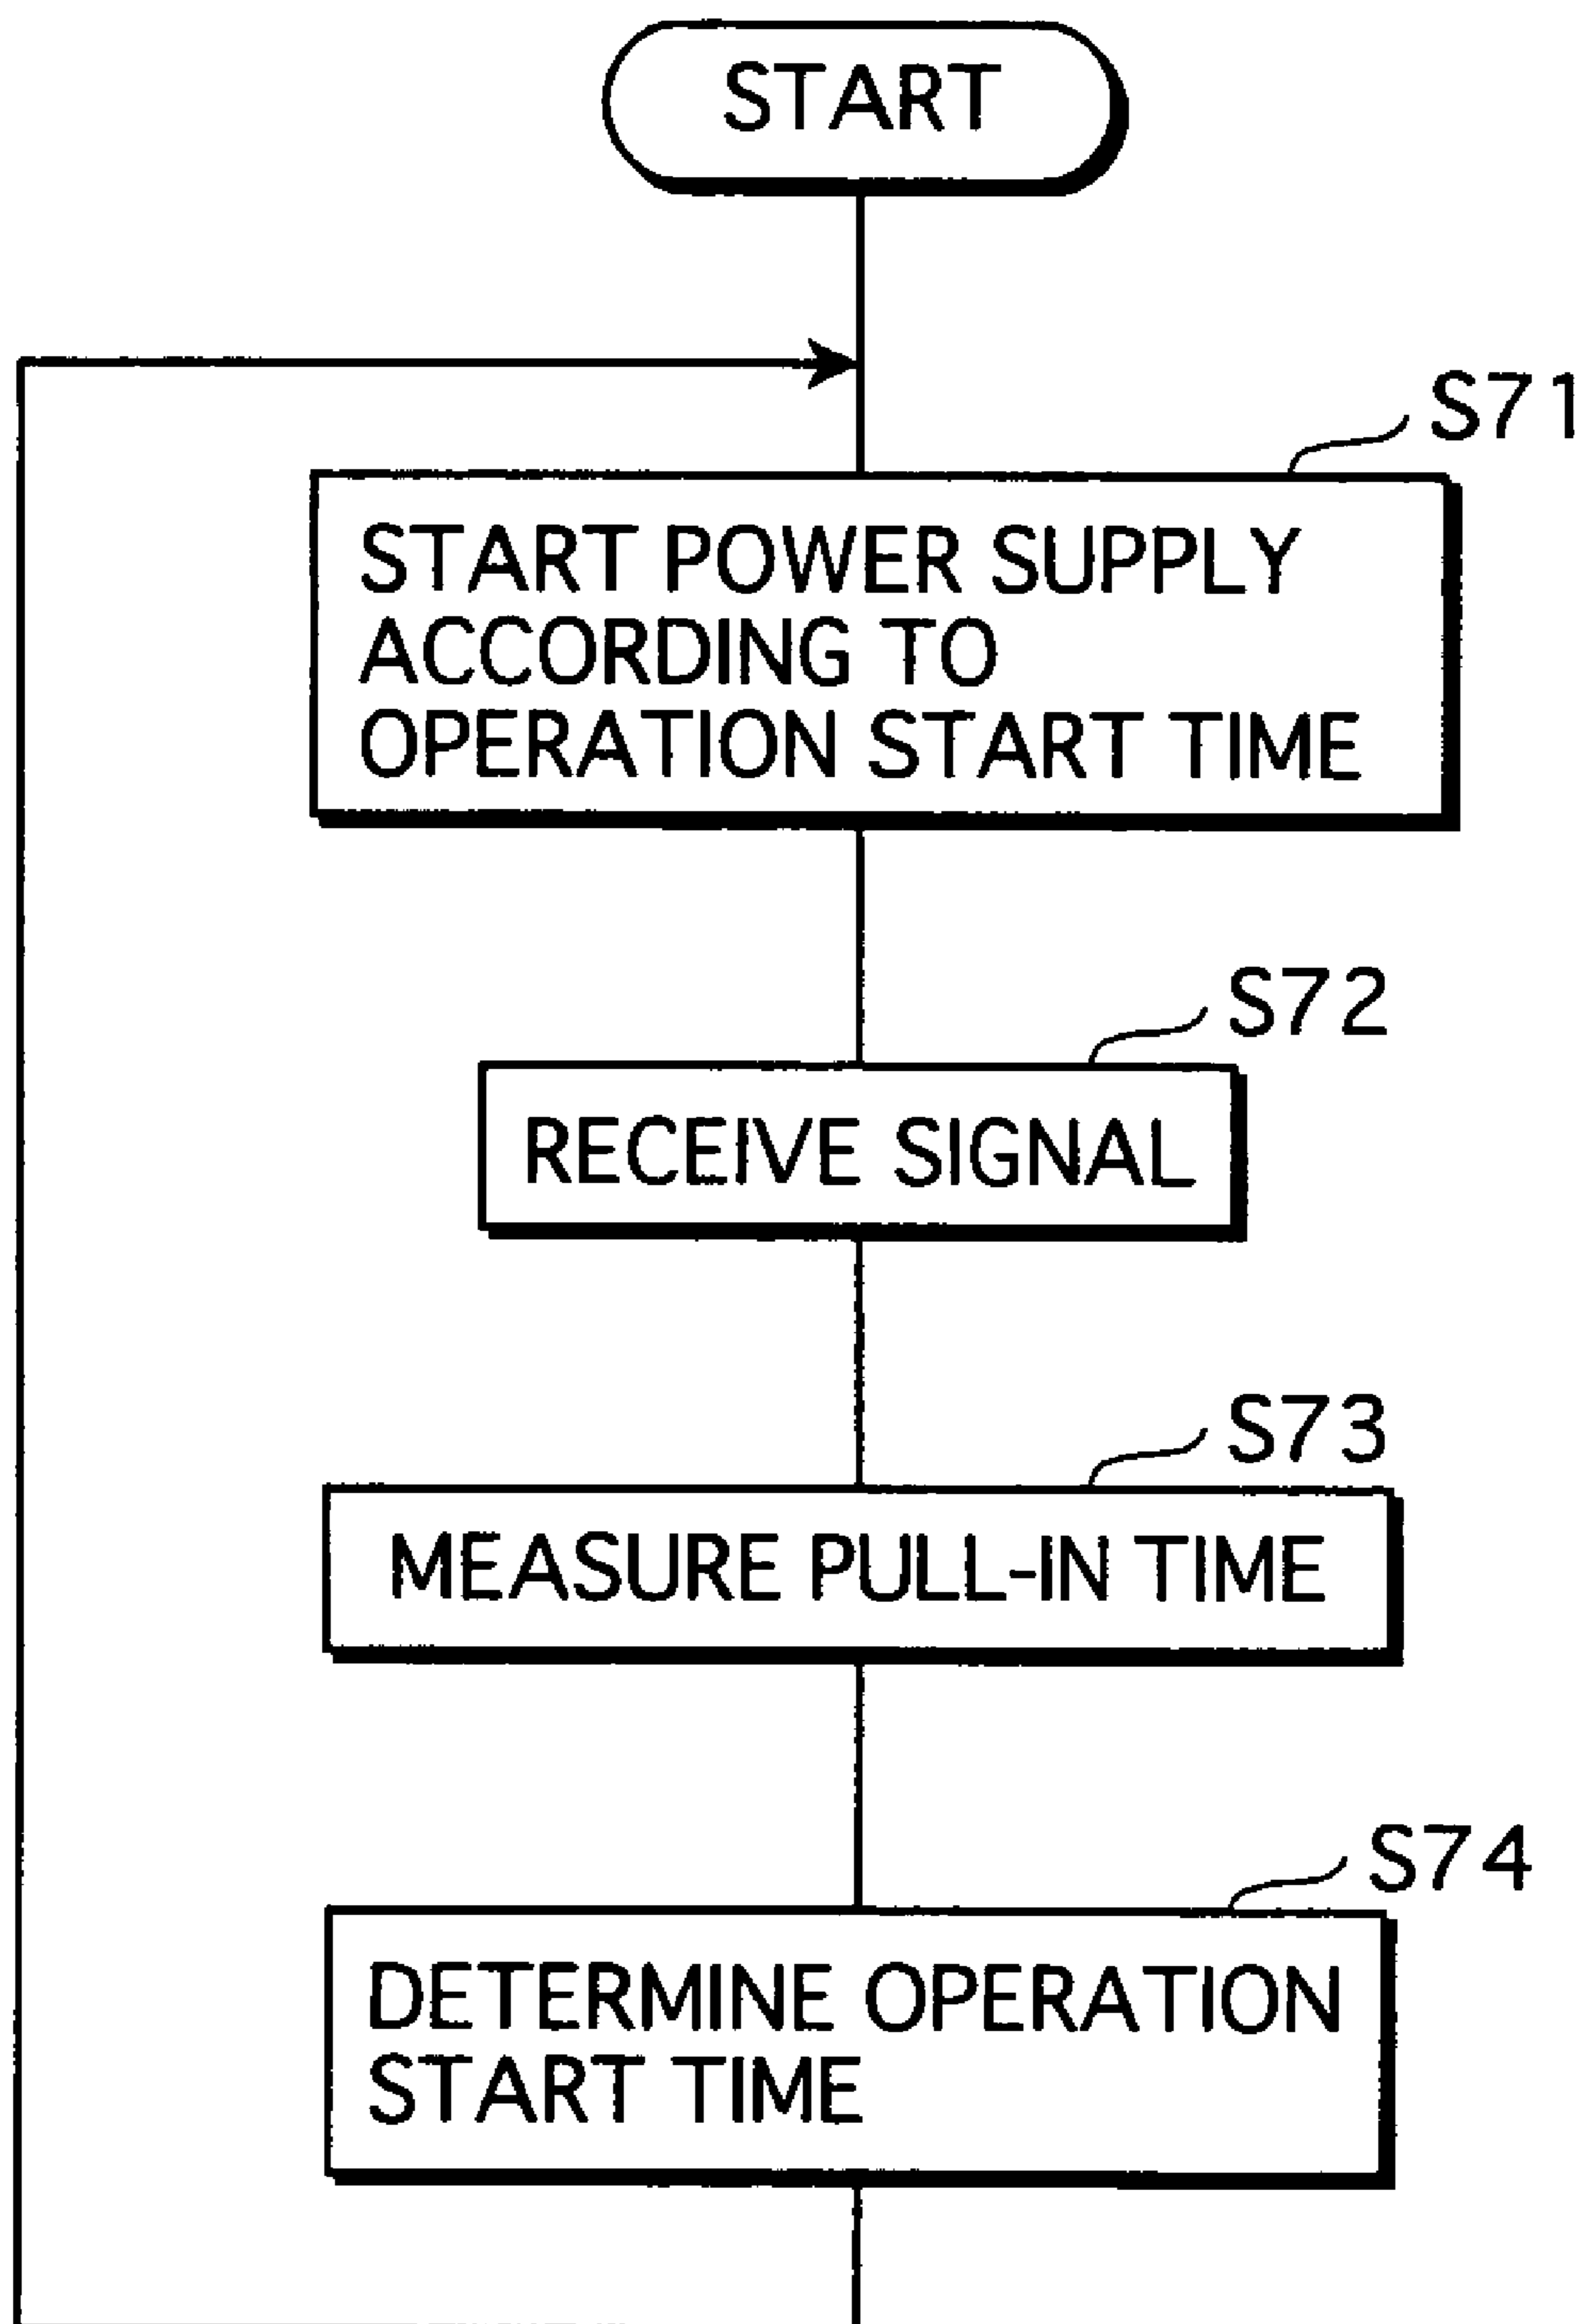 START
S71
START POWER SUPPLY
ACCORDING TO
OPERATION START TIME
S72
RECEIVE SIGNAL
S73
MEASURE PULL-IN TIME
S74
DETERMINE OPERATION
START TIME